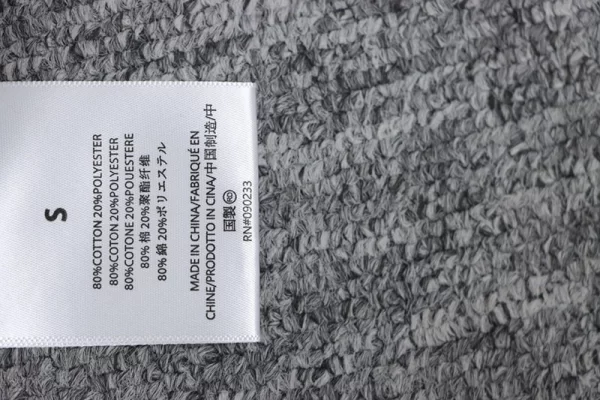 S
80%COTTON 20%POLYESTER
80%COTON 20%POLYESTER
80%COTONE 20%POUESTERE
80% 棉 20%聚酯纤维
80% 綿 20%ポリエステル
MADE IN CHINA/FABRIQUÉ EN
CHINE/PRODOTTO IN CINA/中国制造/中
国製
RN#090233